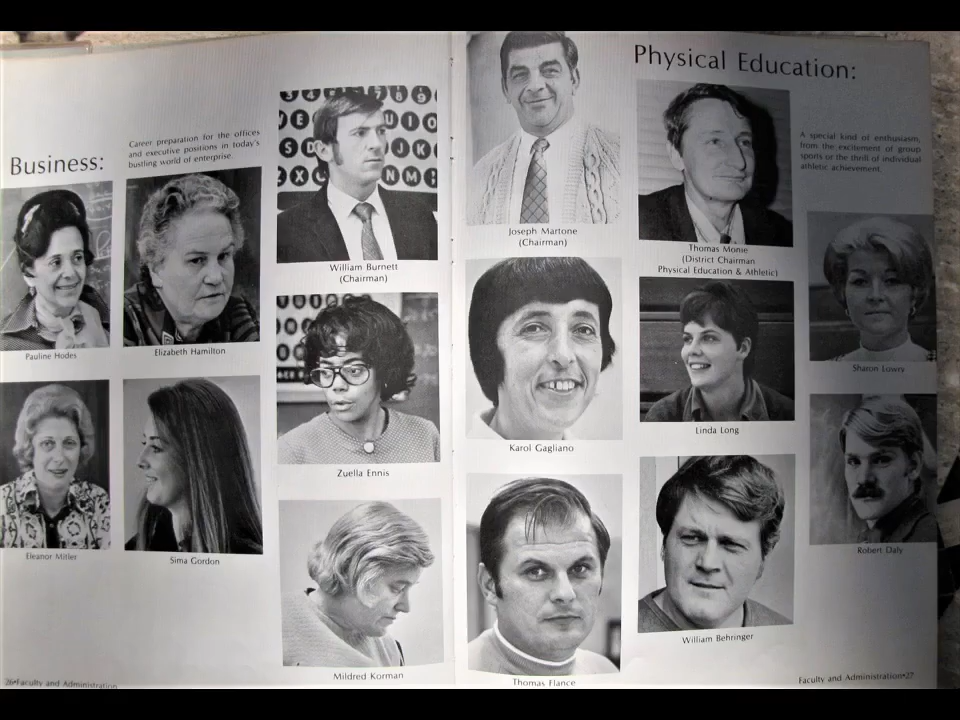 Business:
Career preparation for the offices
and executive positions in today's
bustling world of enterprise.
Pauline Hodes
Elizabeth Hamilton
William Burnett
(Chairman)
Eleanor Mitler
Sima Gordon
Zuella Ennis
Mildred Korman
26•Faculty and Administration
Physical Education:
A special kind of enthusiasm,
from the excitement of group
sports or the thrill of individual
athletic achievement.
Joseph Martone
(Chairman)
Thomas Monie
(District Chairman
Physical Education & Athletic)
Karol Gagliano
Linda Long
Sharon Lowry
Thomas Flance
William Behringer
Robert Daly
Faculty and Administration•27